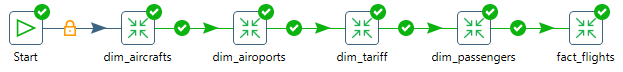 Start
dim_aircrafts
dim_airoports
dim_tariff
dim_passengers
fact_flights